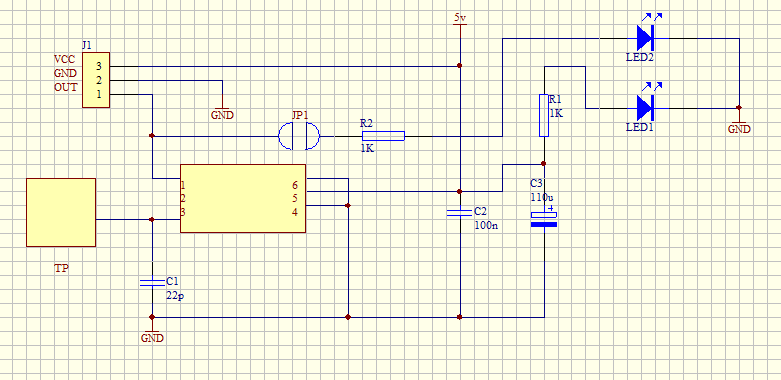 5v
J1
VCC
GND
OUT
3
2
1
GND
JP1
R2
1K
R1
1K
LED2
LED1
GND
1
2
3
6
5
4
C3
110u
+
C2
100n
TP
C1
22p
GND